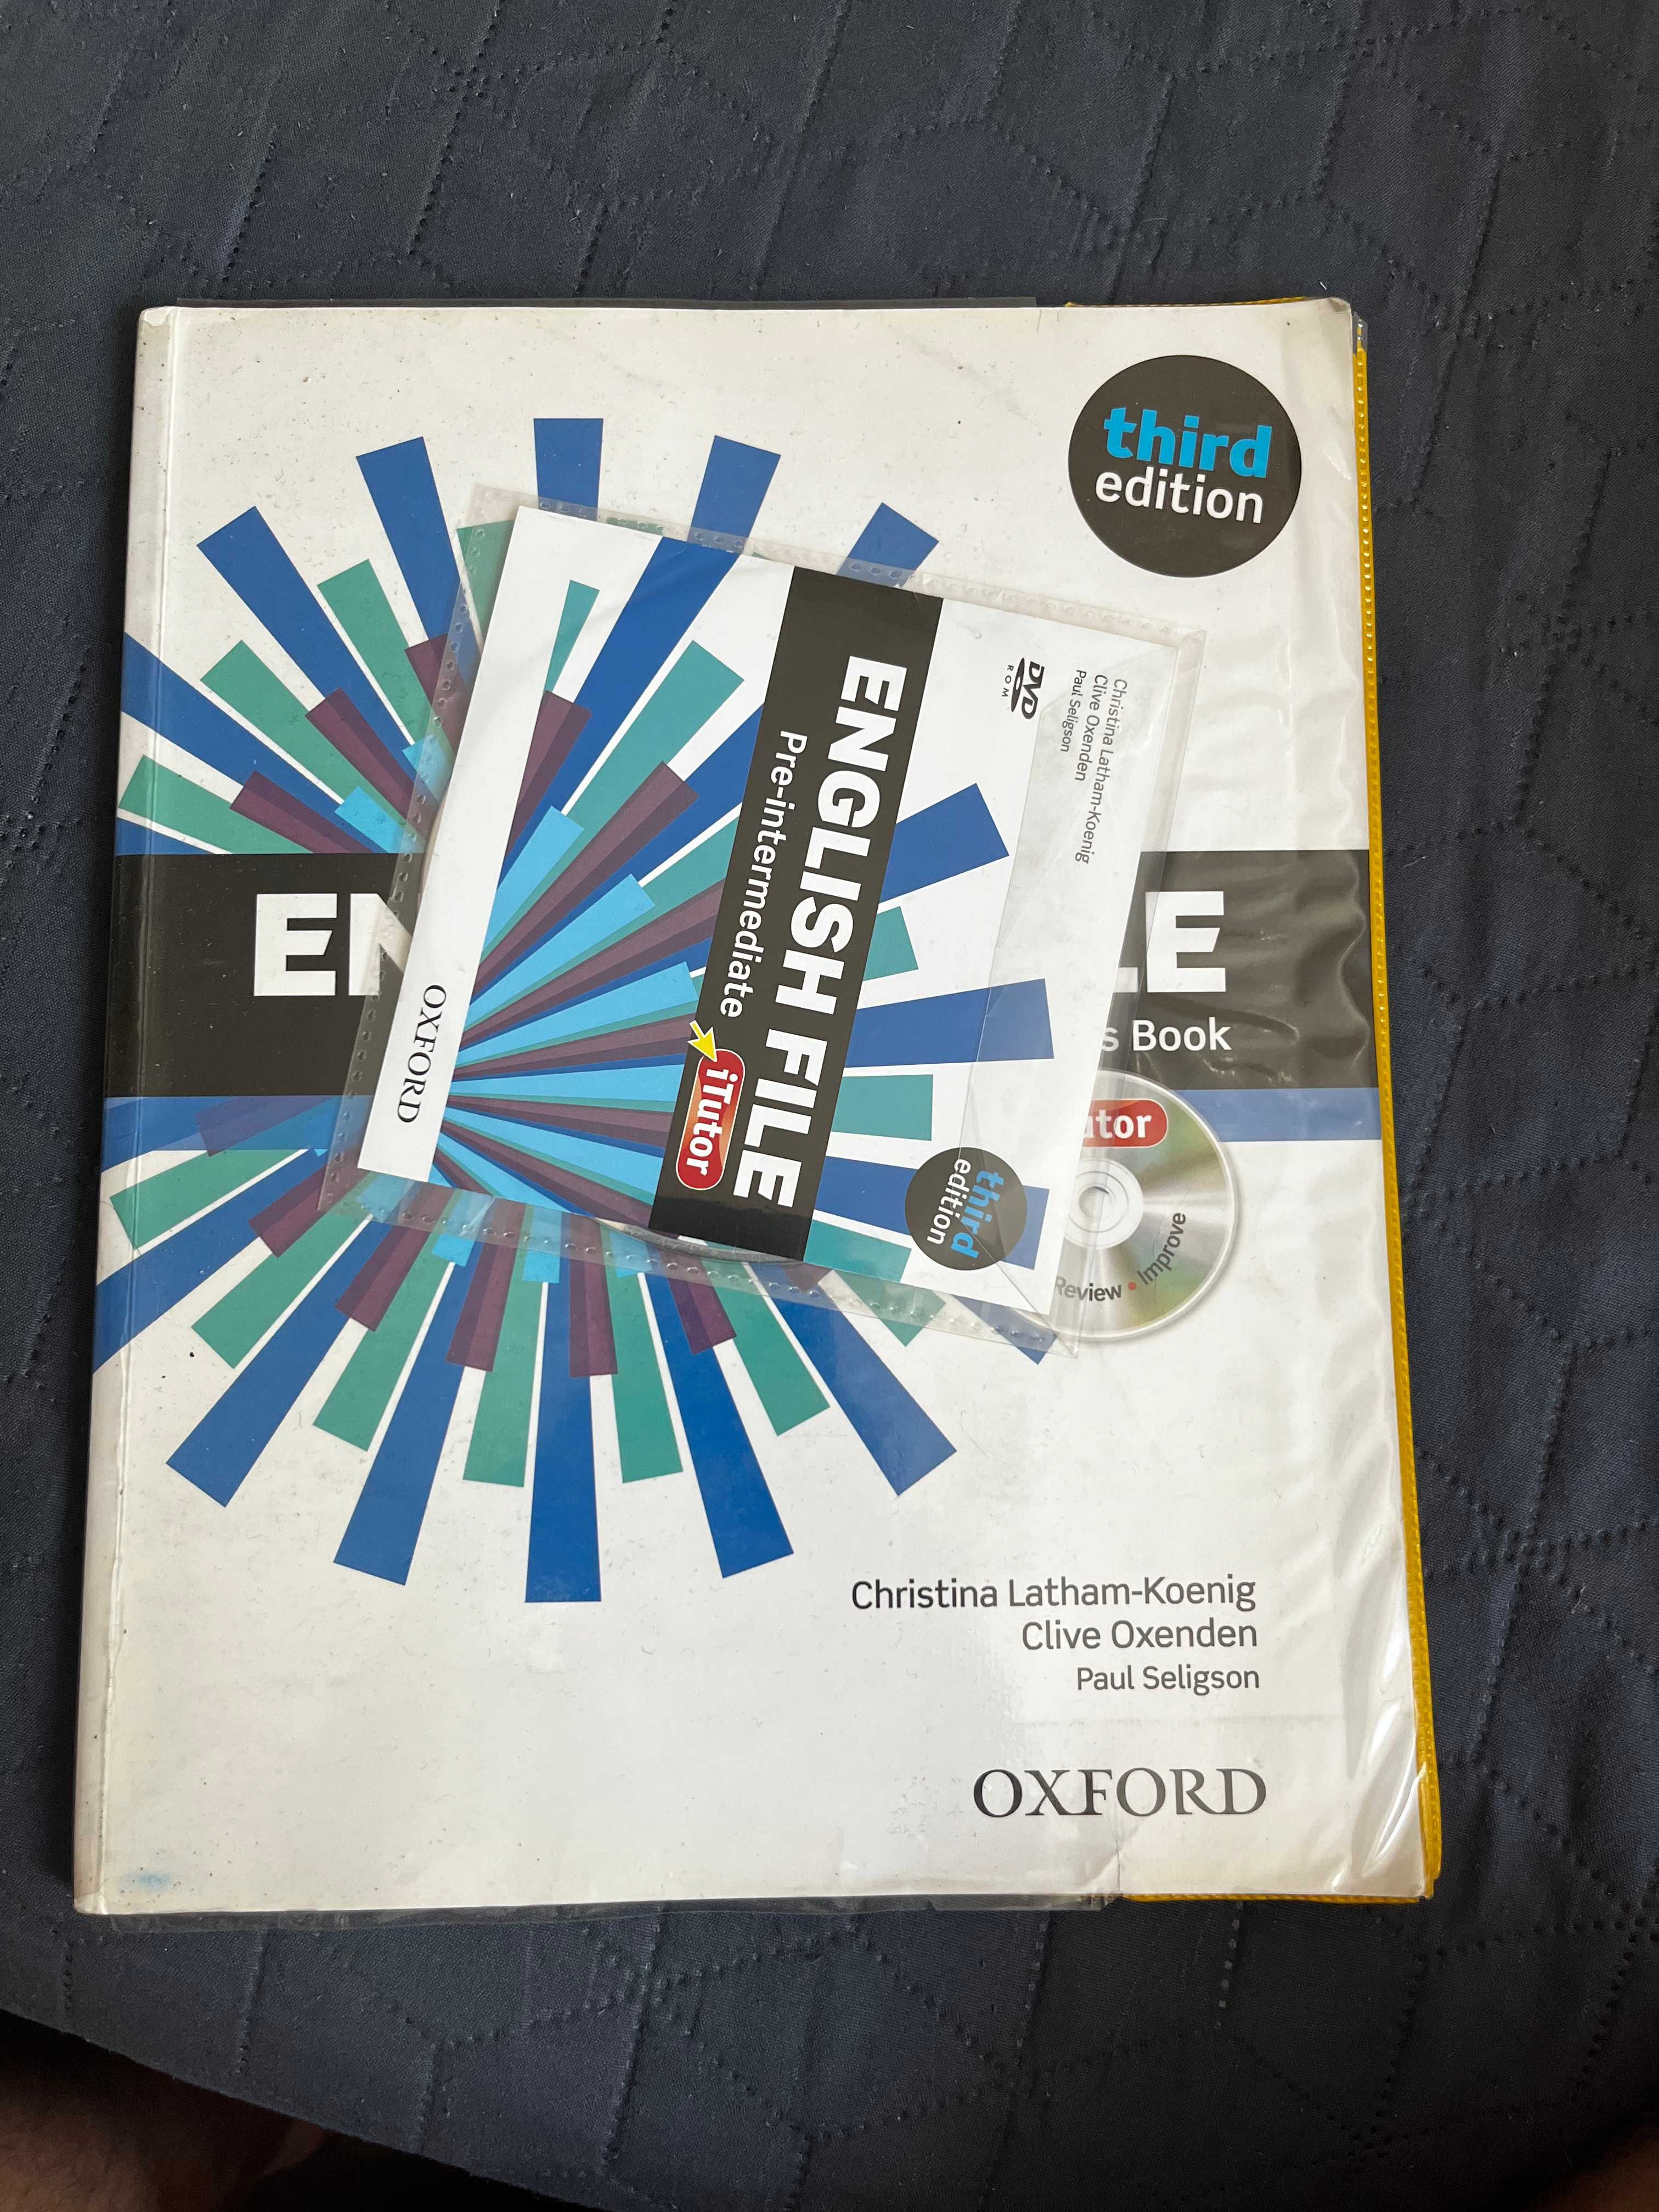 third
edition
EN
LE
s Book
utor
Review • Improve
Christina Latham-Koenig
Clive Oxenden
Paul Seligson
OXFORD
Christina Latham-Koenig
Clive Oxenden
Paul Seligson
DVD
ROM
ENGLISH FILE
Pre-intermediate
iTutor
third
edition
OXFORD